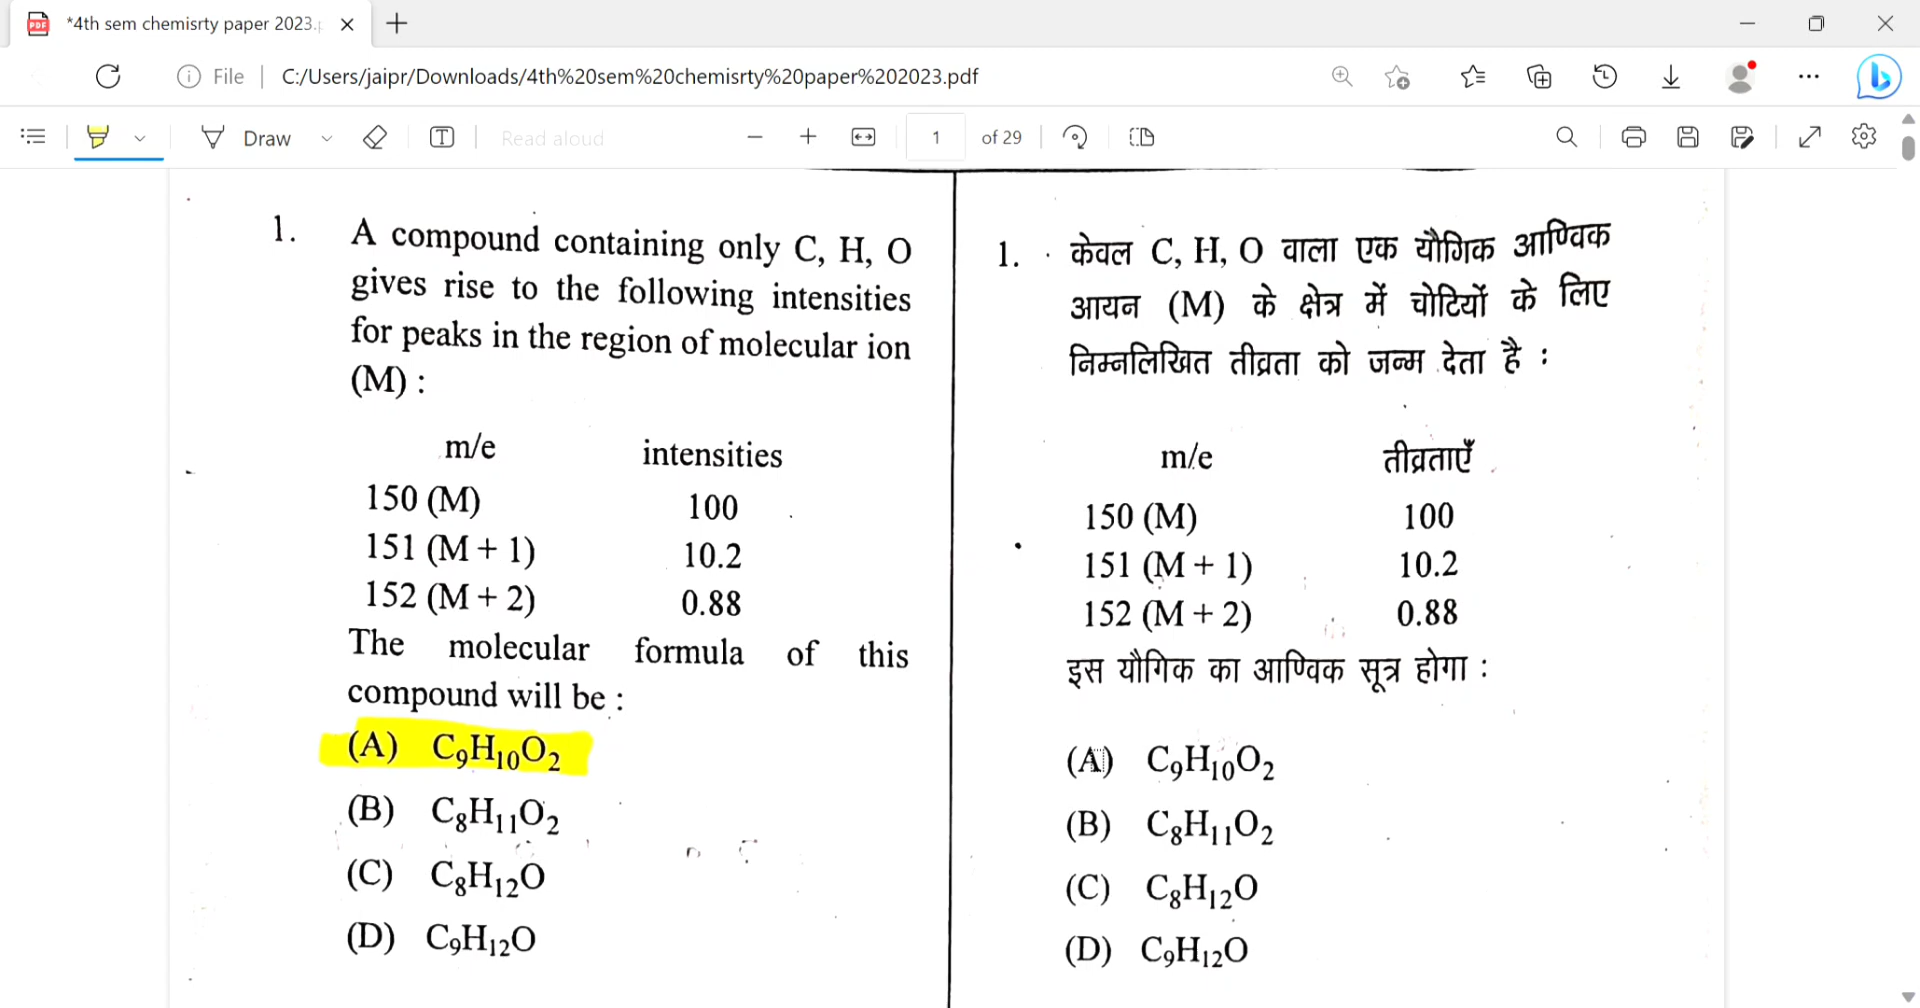 *4th sem chemisrty paper 2023.p
File
C:/Users/jaipr/Downloads/4th%20sem%20chemisrty%20paper%202023.pdf
Draw
Read aloud
1
of 29
1.
A compound containing only C, H, O
gives rise to the following intensities
for peaks in the region of molecular ion
(M) :
m/e intensities
150 (M) 100
151 (M + 1) 10.2
152 (M + 2) 0.88
The molecular formula of this
compound will be :
(A) C₉H₁₀O₂
(B) C₈H₁₁O₂
(C) C₈H₁₂O
(D) C₉H₁₂O
1.
केवल C, H, O वाला एक यौगिक आण्विक
आयन (M) के क्षेत्र में चोटियों के लिए
निम्नलिखित तीव्रता को जन्म देता है :
m/e तीव्रताएँ
150 (M) 100
151 (M + 1) 10.2
152 (M + 2) 0.88
इस यौगिक का आण्विक सूत्र होगा :
(A) C₉H₁₀O₂
(B) C₈H₁₁O₂
(C) C₈H₁₂O
(D) C₉H₁₂O